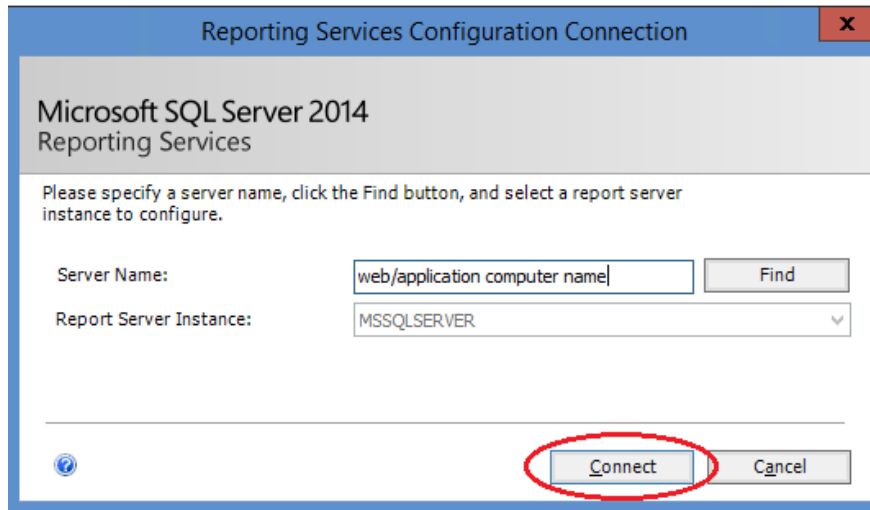 Reporting Services Configuration Connection
x
Microsoft SQL Server 2014
Reporting Services
Please specify a server name, click the Find button, and select a report server
instance to configure.
Server Name: web/application computer name Find
Report Server Instance: MSSQLSERVER
? Connect Cancel